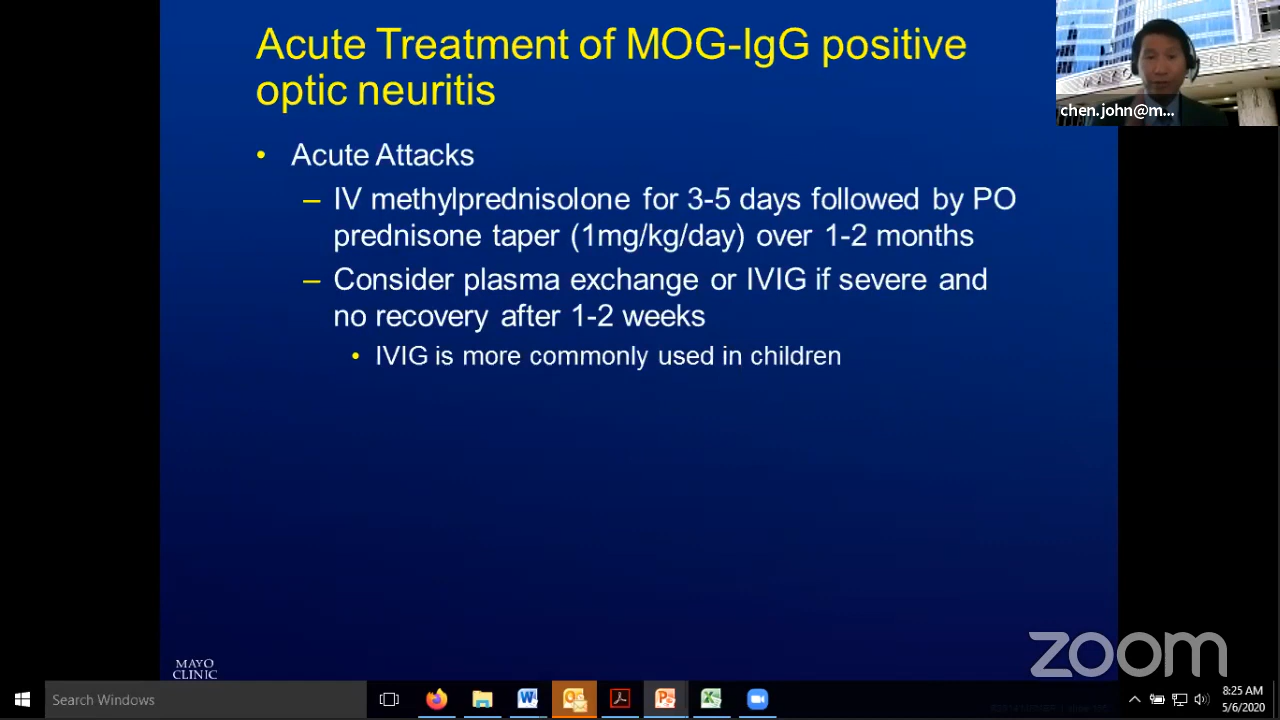 Acute Treatment of MOG-IgG positive
optic neuritis
chen.john@m...
• Acute Attacks
– IV methylprednisolone for 3-5 days followed by PO
prednisone taper (1mg/kg/day) over 1-2 months
– Consider plasma exchange or IVIG if severe and
no recovery after 1-2 weeks
• IVIG is more commonly used in children
MAYO
CLINIC
zoom
Search Windows
8:25 AM
5/6/2020